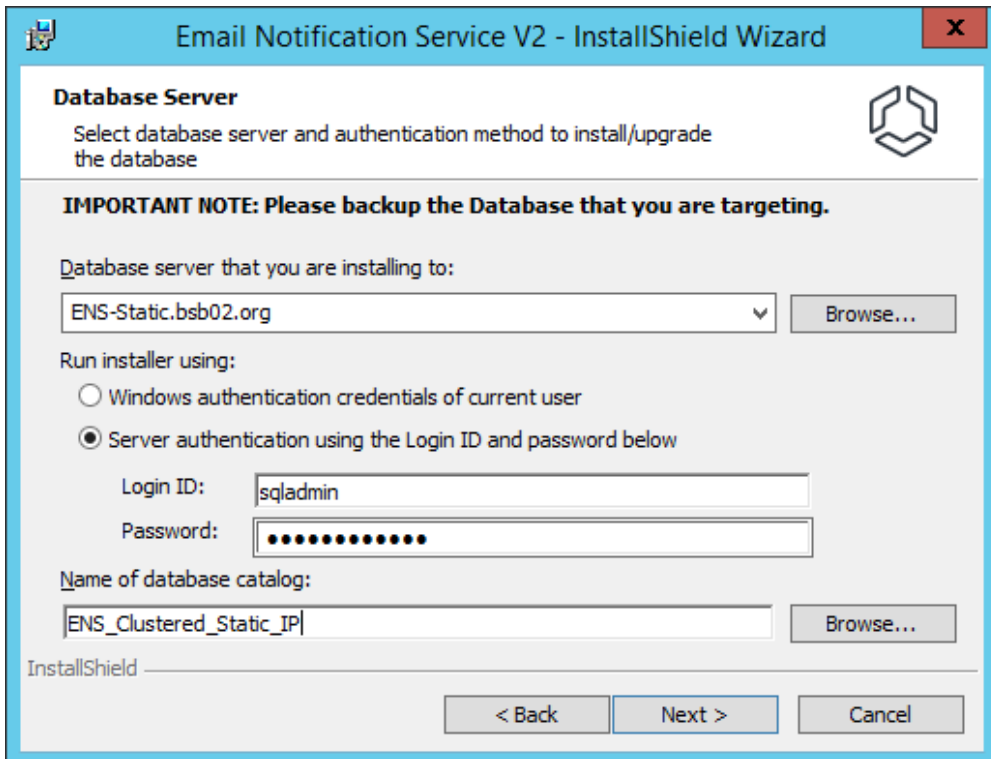 Email Notification Service V2 - InstallShield Wizard
x
Database Server
Select database server and authentication method to install/upgrade
the database
IMPORTANT NOTE: Please backup the Database that you are targeting.
Database server that you are installing to:
ENS-Static.bsb02.org
Browse...
Run installer using:
Windows authentication credentials of current user
Server authentication using the Login ID and password below
Login ID:
sqladmin
Password:
••••••••••••
Name of database catalog:
ENS_Clustered_Static_IP
Browse...
InstallShield
< Back
Next >
Cancel